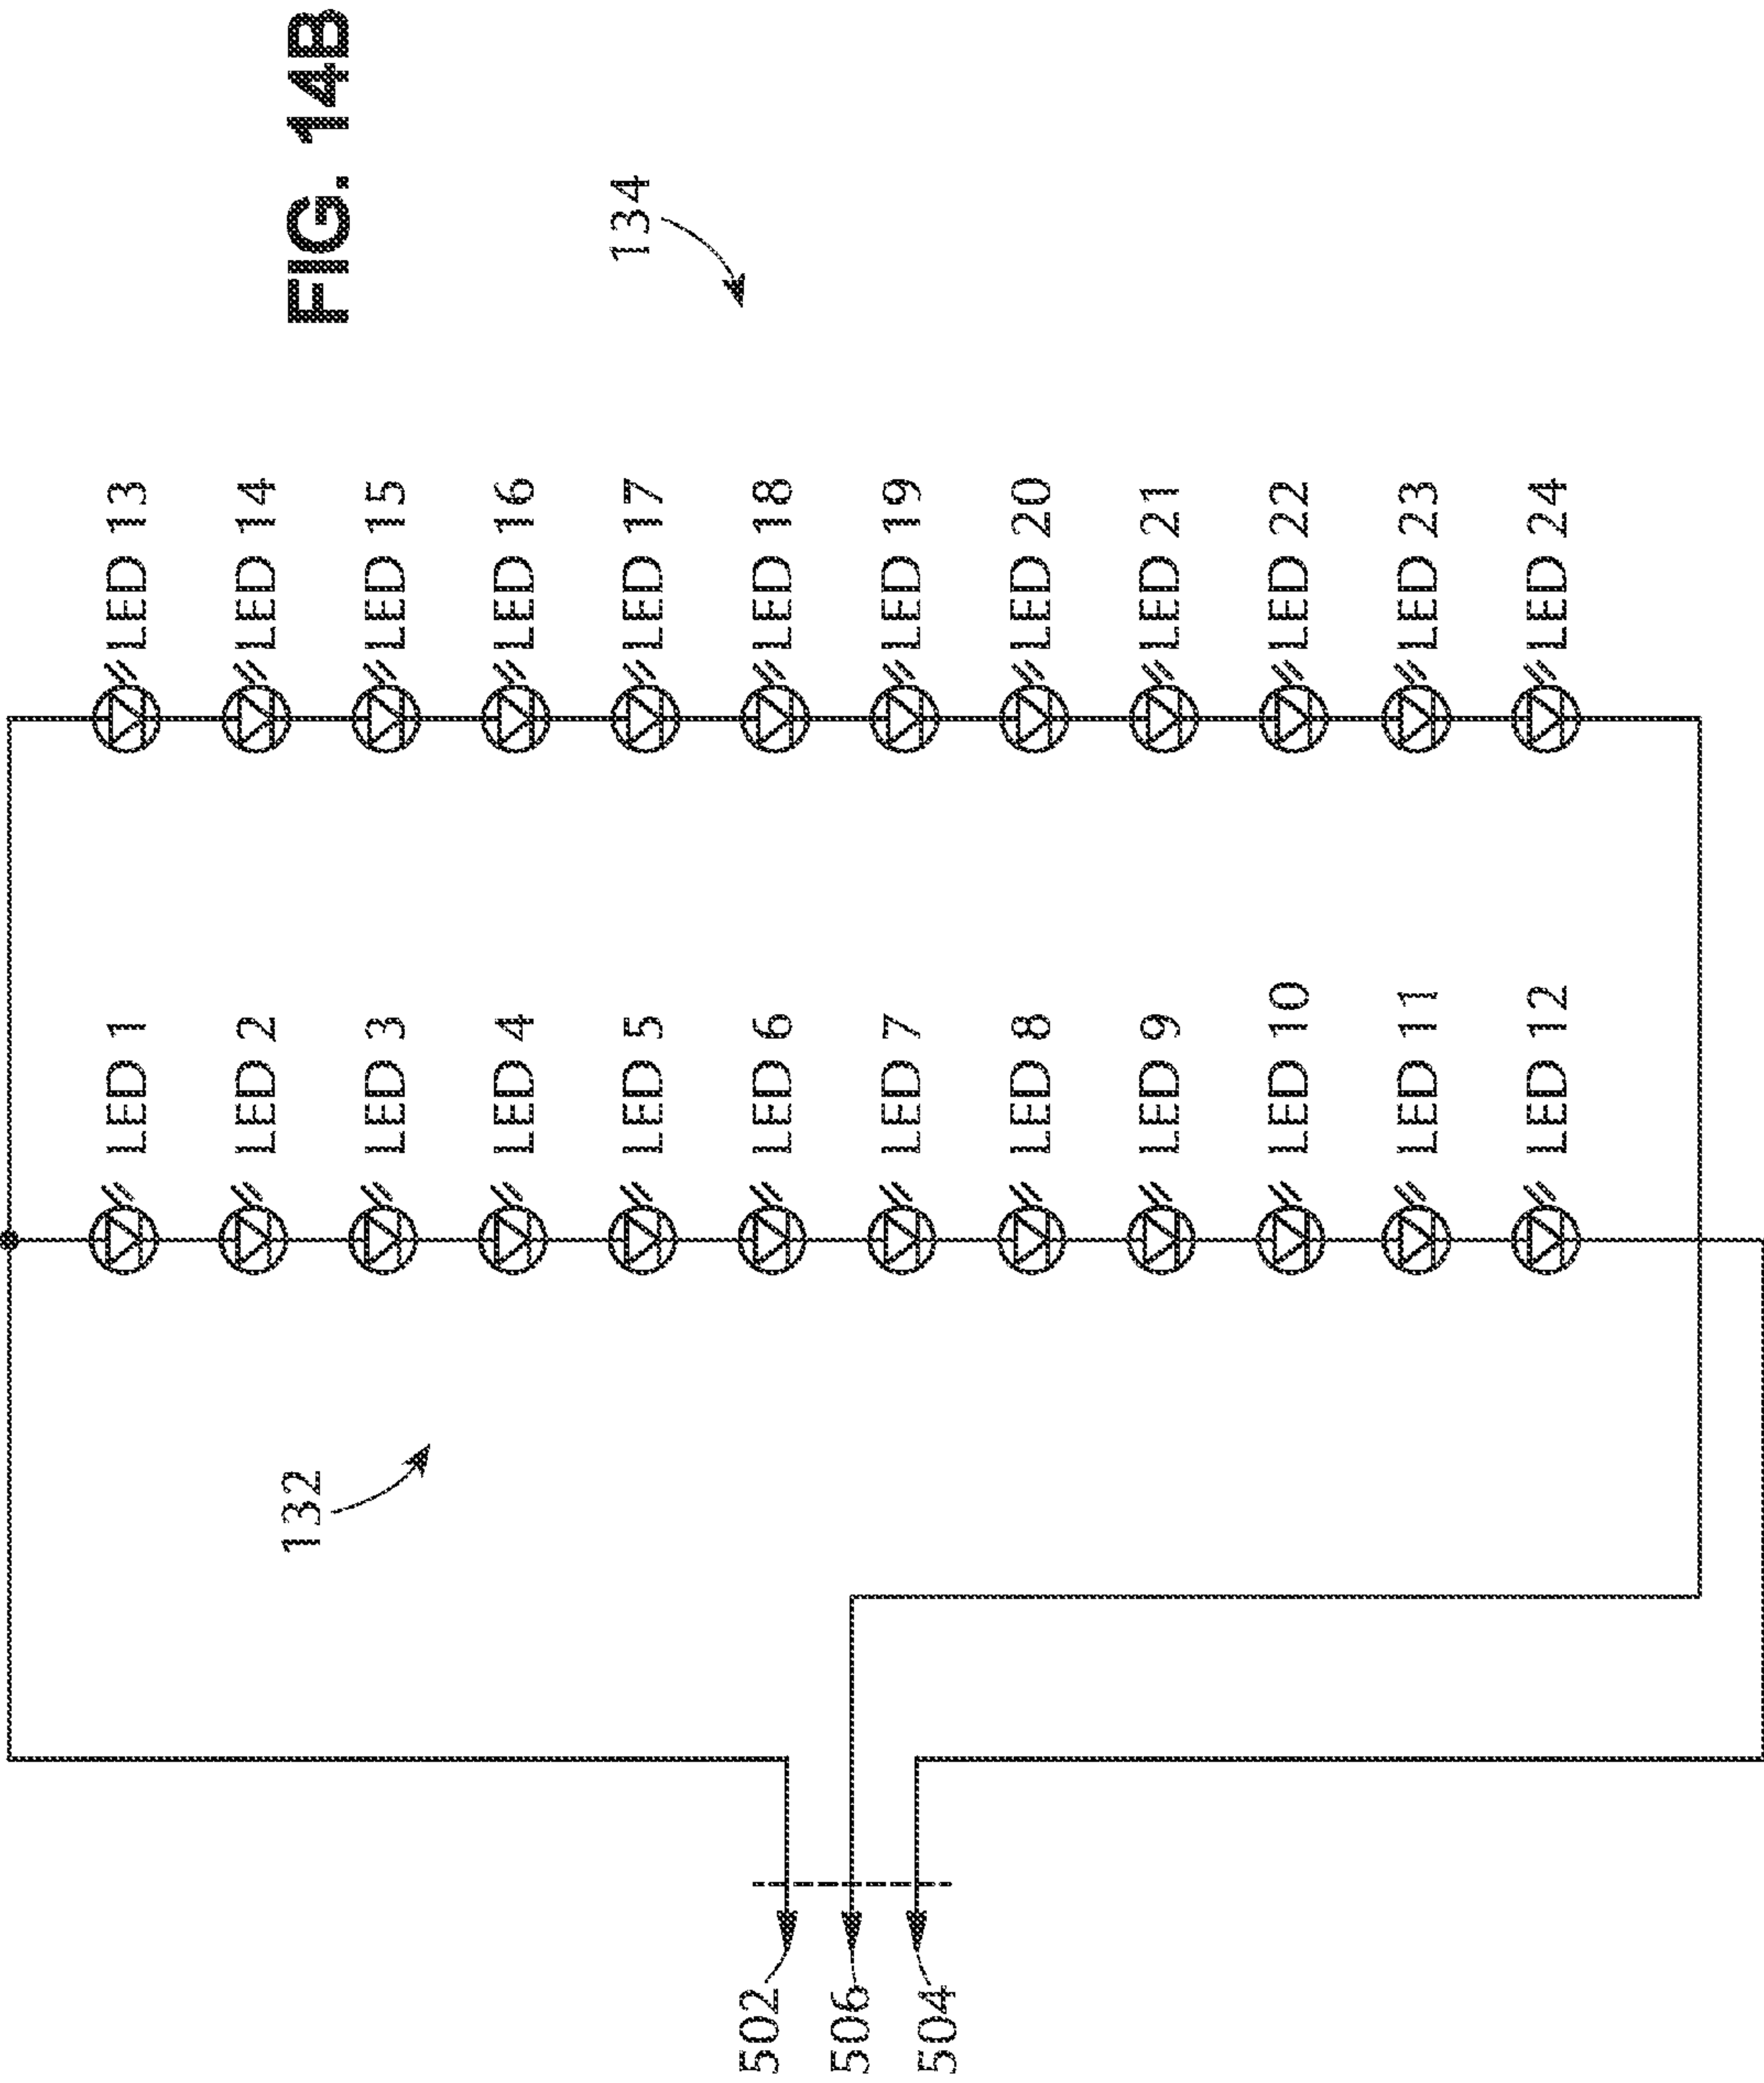 FIG. 14B
134
132
LED 1
LED 2
LED 3
LED 4
LED 5
LED 6
LED 7
LED 8
LED 9
LED 10
LED 11
LED 12
LED 13
LED 14
LED 15
LED 16
LED 17
LED 18
LED 19
LED 20
LED 21
LED 22
LED 23
LED 24
502
506
504